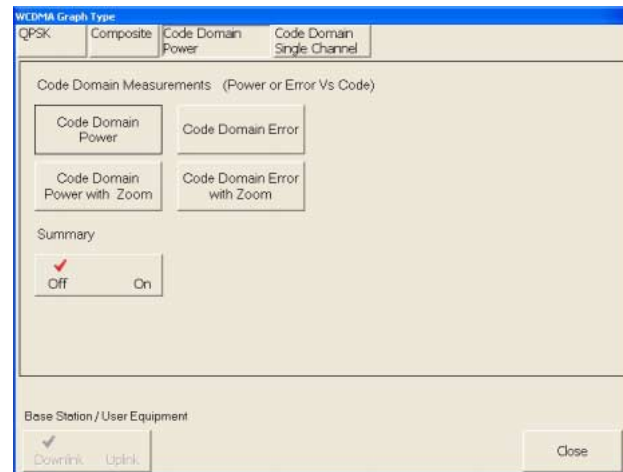 WCDMA Graph Type
QPSK Composite Code Domain Code Domain
Power Single Channel
Code Domain Measurements (Power or Error Vs Code)
Code Domain
Power
Code Domain Error
Code Domain
Power with Zoom
Code Domain Error
with Zoom
Summary
Off On
Base Station / User Equipment
Downlink Uplink
Close